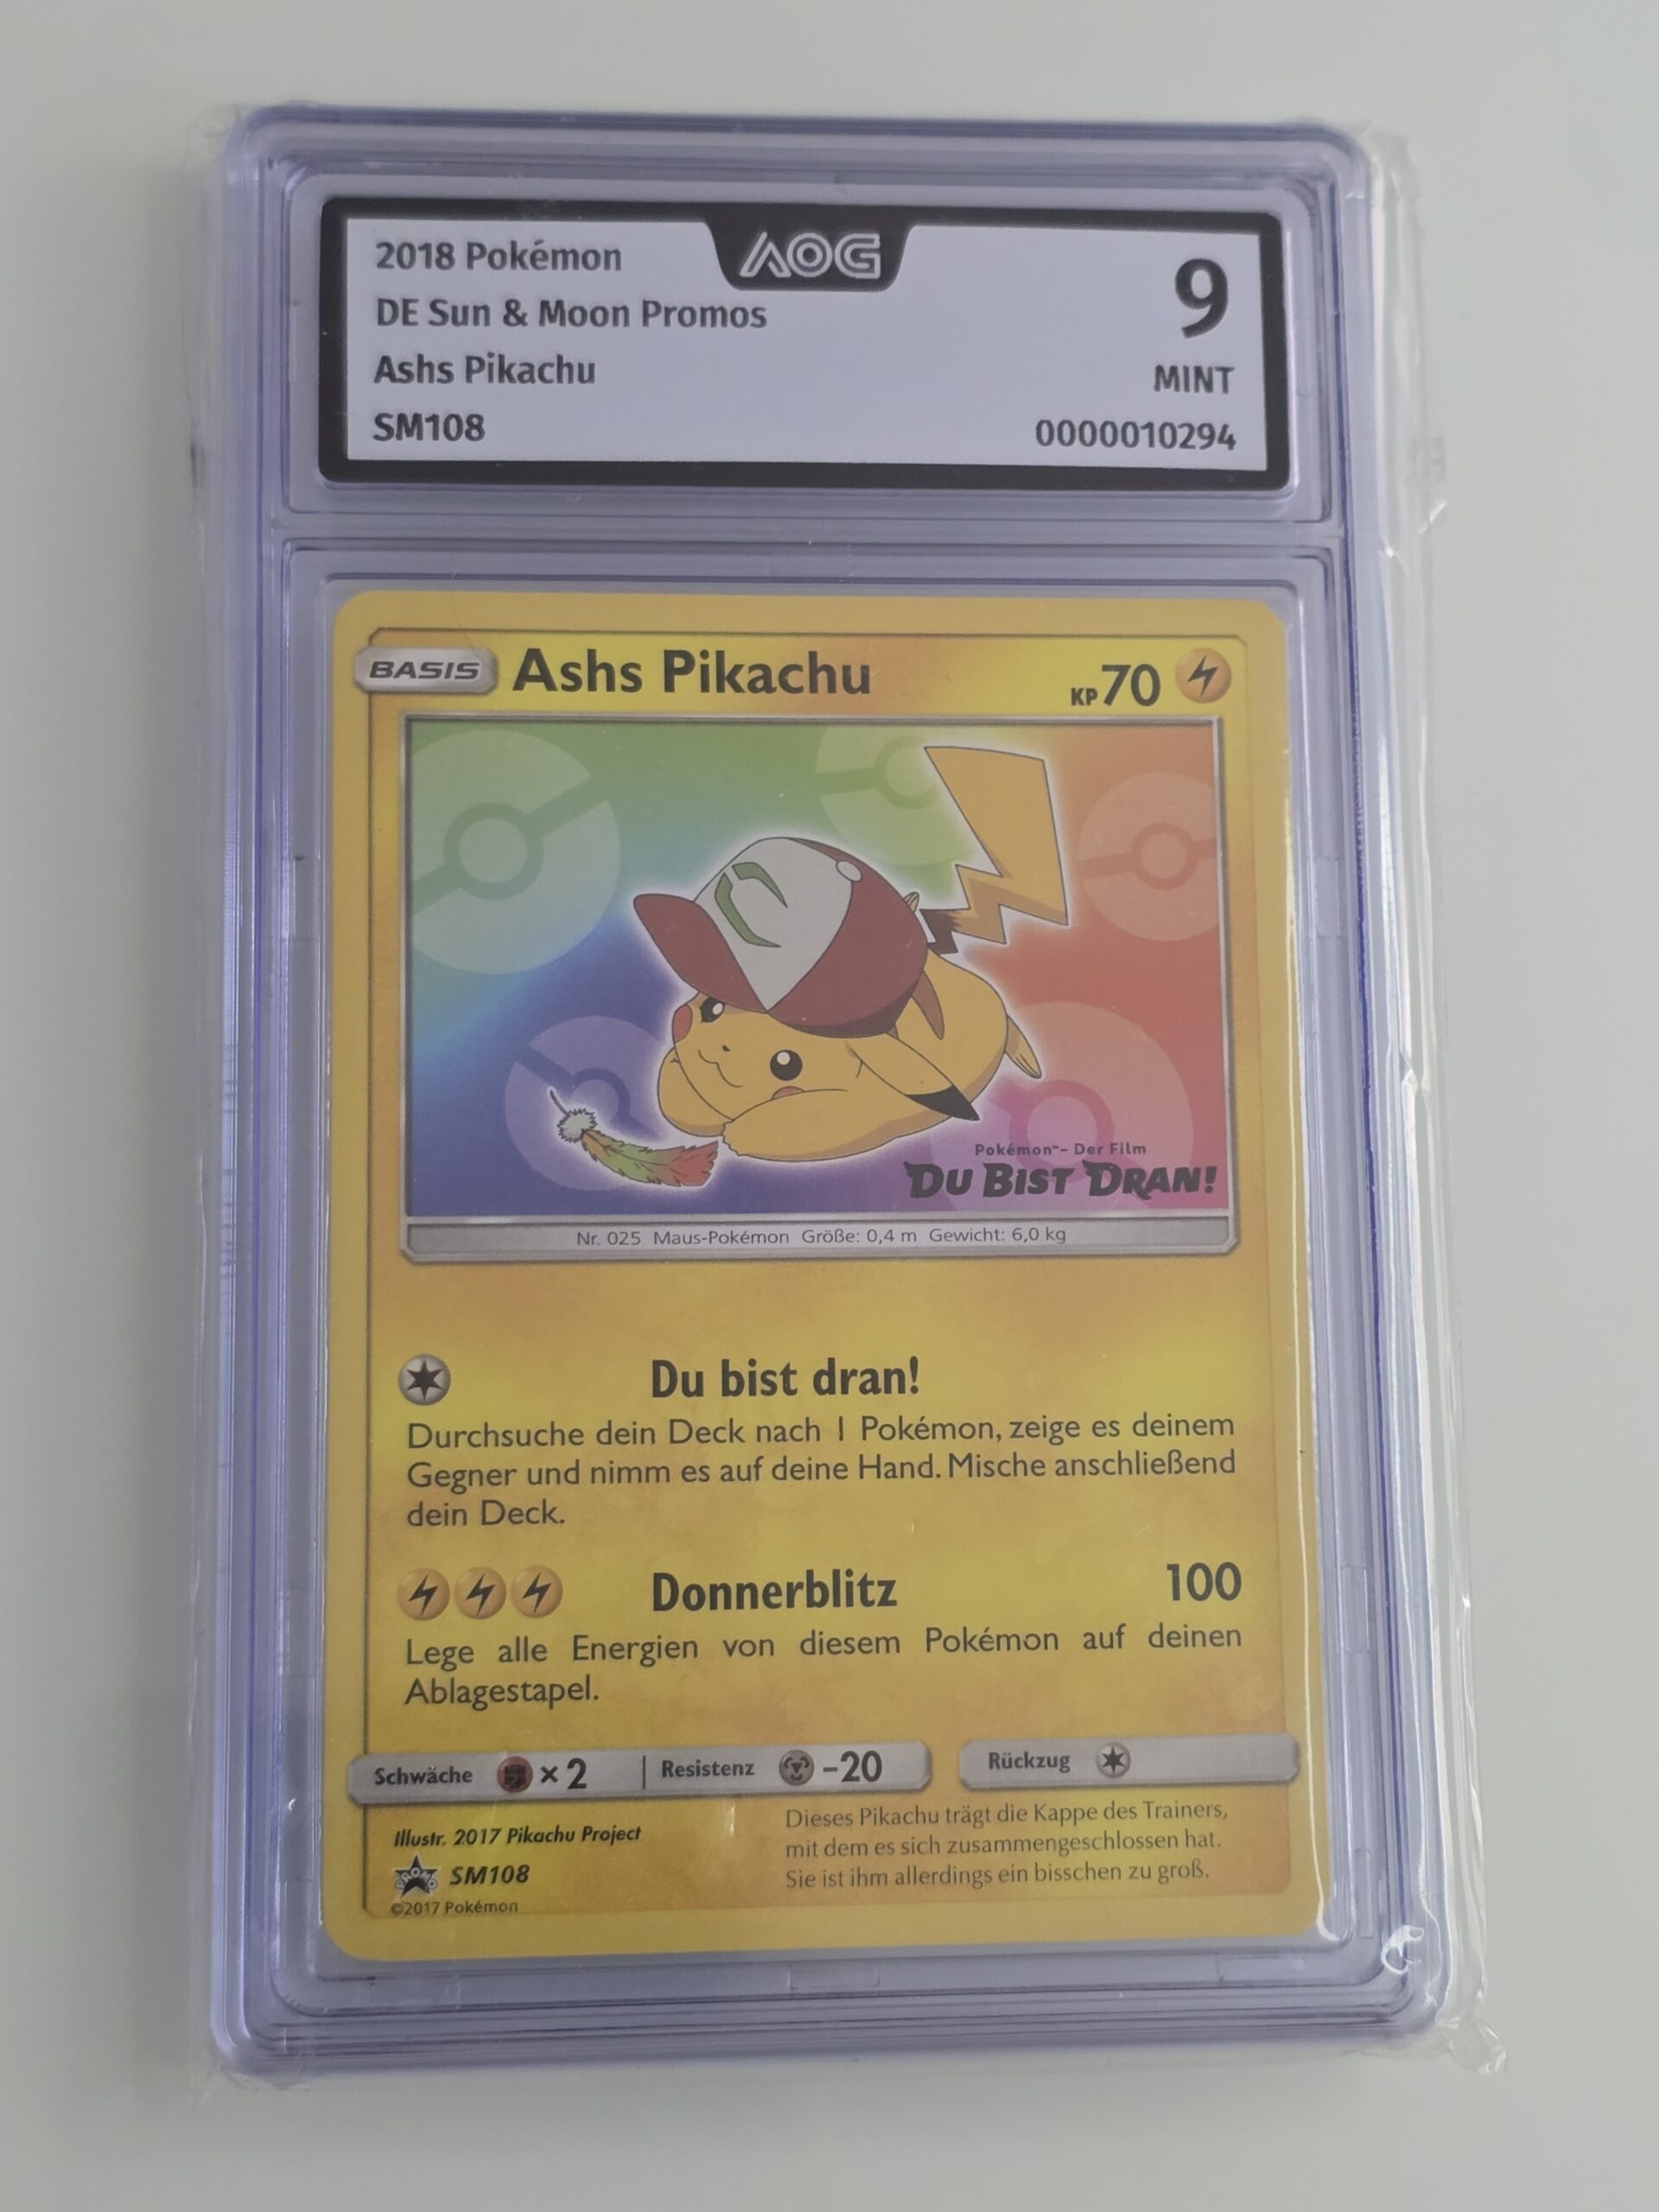 AOG
2018 Pokémon
DE Sun & Moon Promos
Ashs Pikachu
SM108
9
MINT
0000010294
BASIS Ashs Pikachu KP70
Pokémon™- Der Film
DU BIST DRAN!
Nr. 025 Maus-Pokémon Größe: 0,4 m Gewicht: 6,0 kg
Du bist dran!
Durchsuche dein Deck nach 1 Pokémon, zeige es deinem
Gegner und nimm es auf deine Hand. Mische anschließend
dein Deck.
Donnerblitz 100
Lege alle Energien von diesem Pokémon auf deinen
Ablagestapel.
Schwäche ×2 | Resistenz -20 Rückzug
Illustr. 2017 Pikachu Project
PROMO SM108
©2017 Pokémon
Dieses Pikachu trägt die Kappe des Trainers,
mit dem es sich zusammengeschlossen hat.
Sie ist ihm allerdings ein bisschen zu groß.